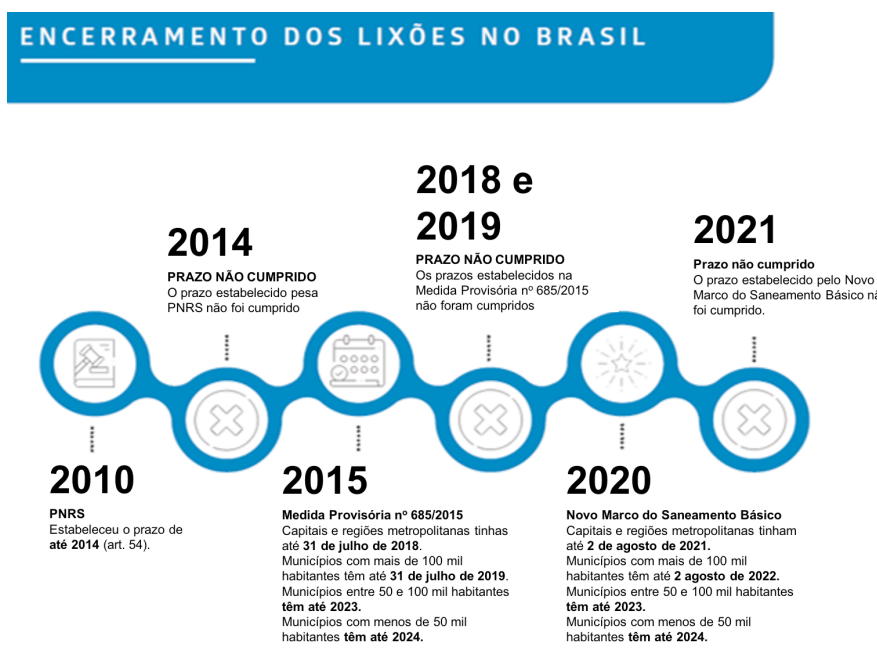 ENCERRAMENTO DOS LIXÕES NO BRASIL
2010
PNRS
Estabeleceu o prazo de
até 2014 (art. 54).
2014
PRAZO NÃO CUMPRIDO
O prazo estabelecido pesa
PNRS não foi cumprido
2015
Medida Provisória nº 685/2015
Capitais e regiões metropolitanas tinhas
até 31 de julho de 2018.
Municípios com mais de 100 mil
habitantes têm até 31 de julho de 2019.
Municípios entre 50 e 100 mil habitantes
têm até 2023.
Municípios com menos de 50 mil
habitantes têm até 2024.
2018 e
2019
PRAZO NÃO CUMPRIDO
Os prazos estabelecidos na
Medida Provisória nº 685/2015
não foram cumpridos
2020
Novo Marco do Saneamento Básico
Capitais e regiões metropolitanas tinham
até 2 de agosto de 2021.
Municípios com mais de 100 mil
habitantes têm até 2 agosto de 2022.
Municípios entre 50 e 100 mil habitantes
têm até 2023.
Municípios com menos de 50 mil
habitantes têm até 2024.
2021
Prazo não cumprido
O prazo estabelecido pelo Novo
Marco do Saneamento Básico
foi cumprido.